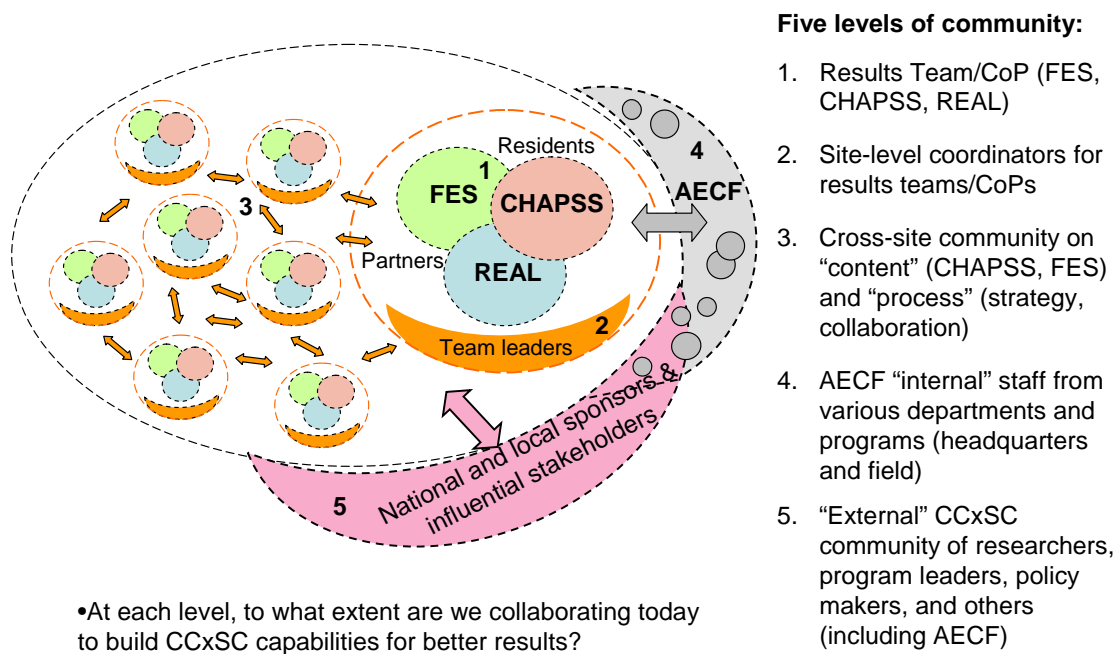 Five levels of community:
1. Results Team/CoP (FES,
CHAPSS, REAL)
2. Site-level coordinators for
results teams/CoPs
3. Cross-site community on
“content” (CHAPSS, FES)
and “process” (strategy,
collaboration)
4. AECF “internal” staff from
various departments and
programs (headquarters
and field)
5. “External” CCxSC
community of researchers,
program leaders, policy
makers, and others
(including AECF)
Residents
1
FES
CHAPSS
REAL
Partners
2
Team leaders
3
4
AECF
5
National and local sponsors &
influential stakeholders
•At each level, to what extent are we collaborating today
to build CCxSC capabilities for better results?